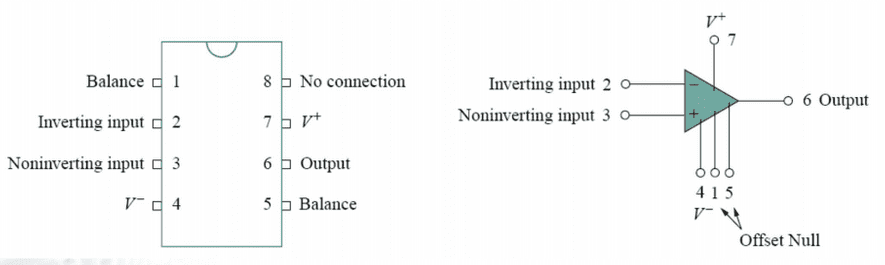 Balance 1 8 No connection
Inverting input 2 7 V+
Noninverting input 3 6 Output
V− 4 5 Balance
V+
7
Inverting input 2
−
6 Output
Noninverting input 3
+
4 1 5
V−
Offset Null